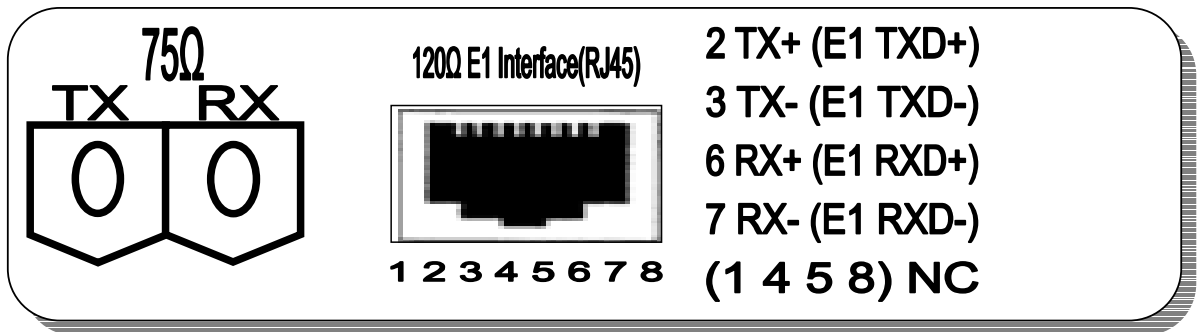 75Ω
TX RX
120Ω E1 Interface(RJ45)
1 2 3 4 5 6 7 8
2 TX+ (E1 TXD+)
3 TX- (E1 TXD-)
6 RX+ (E1 RXD+)
7 RX- (E1 RXD-)
(1 4 5 8) NC